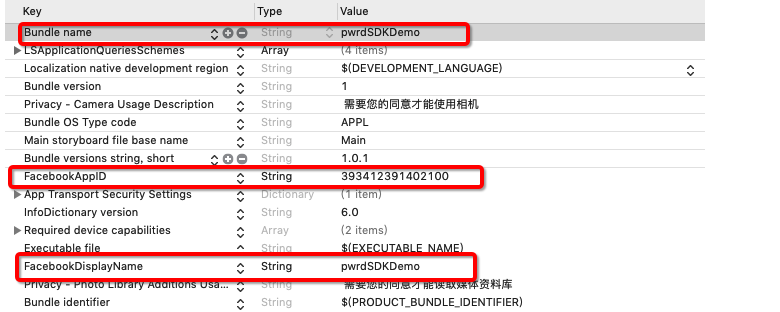 Key Type Value
Bundle name String pwrdSDKDemo
LSApplicationQueriesSchemes Array (4 items)
Localization native development region String $(DEVELOPMENT_LANGUAGE)
Bundle version String 1
Privacy - Camera Usage Description String 需要您的同意才能使用相机
Bundle OS Type code String APPL
Main storyboard file base name String Main
Bundle versions string, short String 1.0.1
FacebookAppID String 393412391402100
App Transport Security Settings Dictionary (1 item)
InfoDictionary version String 6.0
Required device capabilities Array (2 items)
Executable file String $(EXECUTABLE_NAME)
FacebookDisplayName String pwrdSDKDemo
Privacy - Photo Library Additions Usa... String 需要您的同意才能读取媒体资料库
Bundle identifier String $(PRODUCT_BUNDLE_IDENTIFIER)